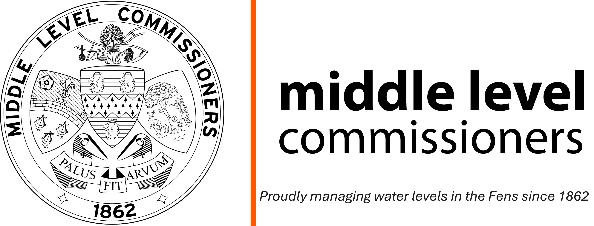 MIDDLE LEVEL COMMISSIONERS
PALUS FIT ARVUM
1862
middle level
commissioners
Proudly managing water levels in the Fens since 1862